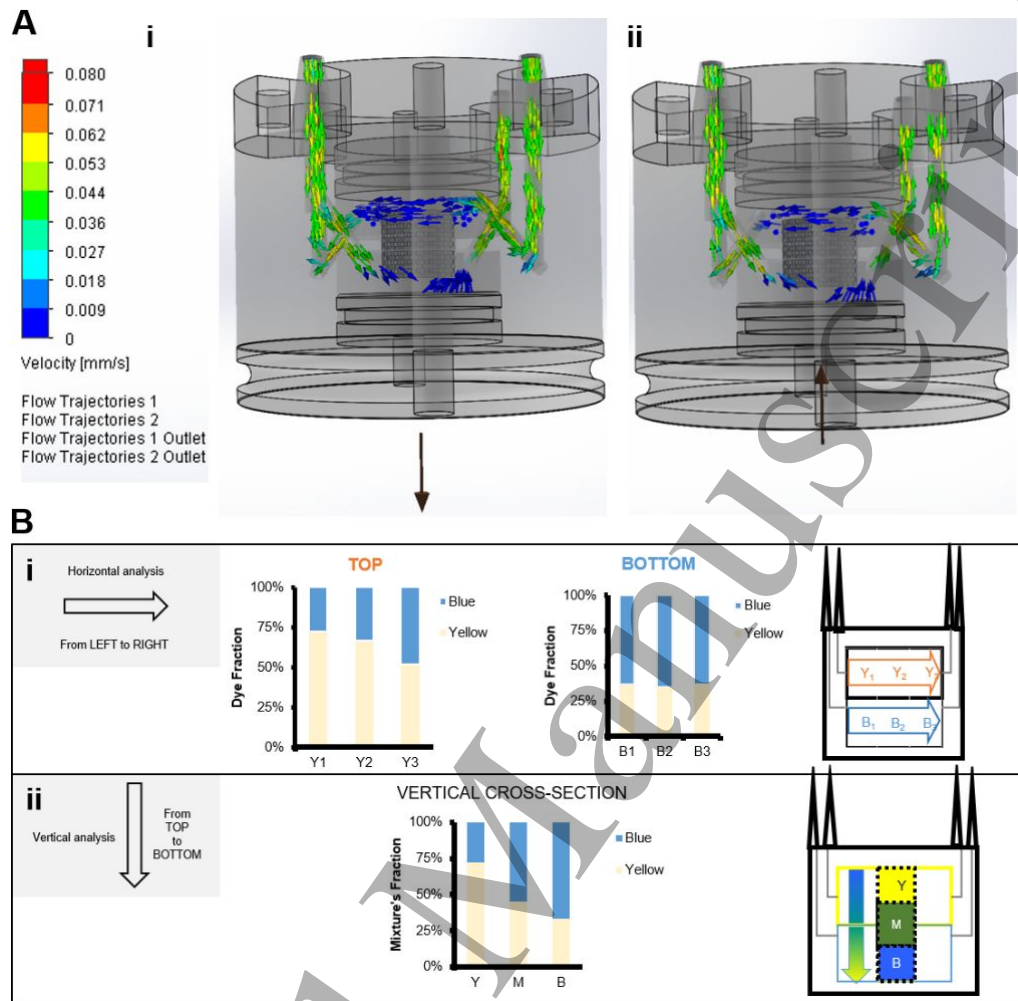 A
i
ii
0.080
0.071
0.062
0.053
0.044
0.036
0.027
0.018
0.009
0
Velocity [mm/s]
Flow Trajectories 1
Flow Trajectories 2
Flow Trajectories 1 Outlet
Flow Trajectories 2 Outlet
B
i
Horizontal analysis
From LEFT to RIGHT
TOP
100%
75%
50%
25%
0%
Dye Fraction
Y1 Y2 Y3
Blue
Yellow
BOTTOM
100%
75%
50%
25%
0%
Dye Fraction
B1 B2 B3
Blue
Yellow
Y1 Y2
B1 B2
ii
Vertical analysis
From
TOP
to
BOTTOM
VERTICAL CROSS-SECTION
100%
75%
50%
25%
0%
Mixture's Fraction
Y M B
Blue
Yellow
Y
M
B
Manuscrip